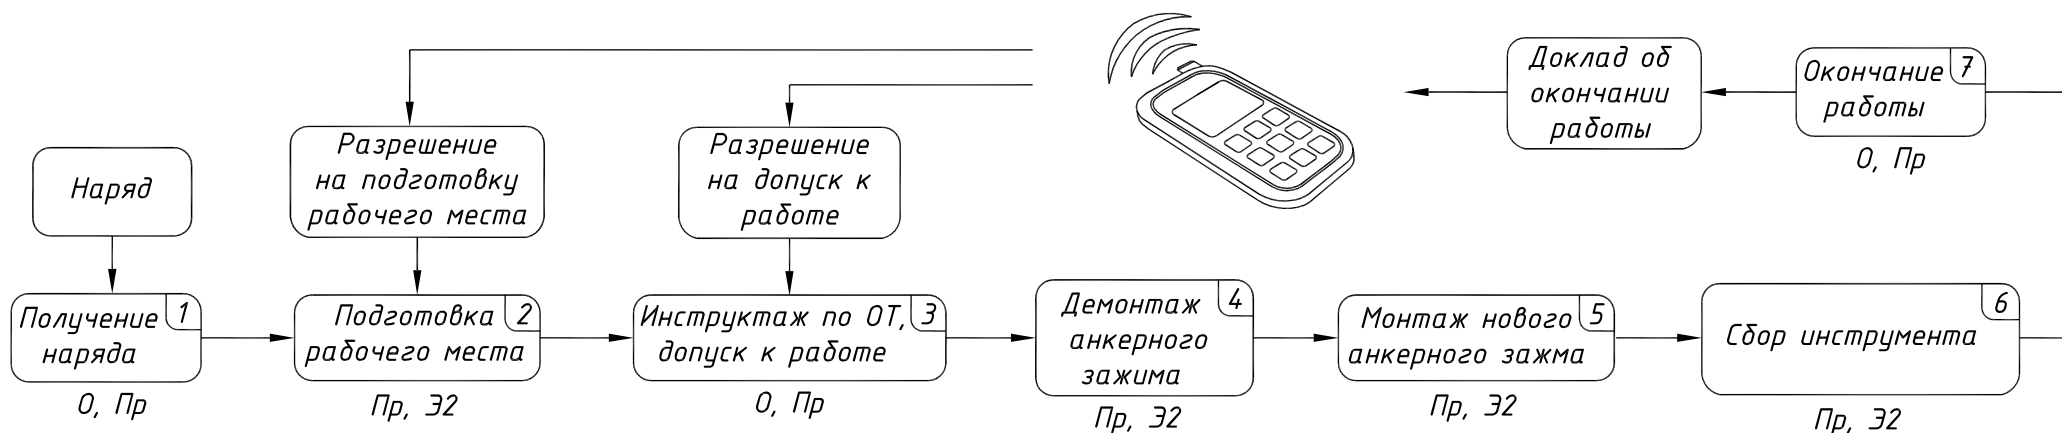 Наряд
Получение 1
наряда
О, Пр
Разрешение
на подготовку
рабочего места
Подготовка 2
рабочего места
Пр, Э2
Разрешение
на допуск к
работе
Инструктаж по ОТ, 3
допуск к работе
О, Пр
Демонтаж 4
анкерного
зажима
Пр, Э2
Монтаж нового 5
анкерного зажма
Пр, Э2
Сбор инструмента 6
Пр, Э2
Окончание 7
работы
О, Пр
Доклад об
окончании
работы